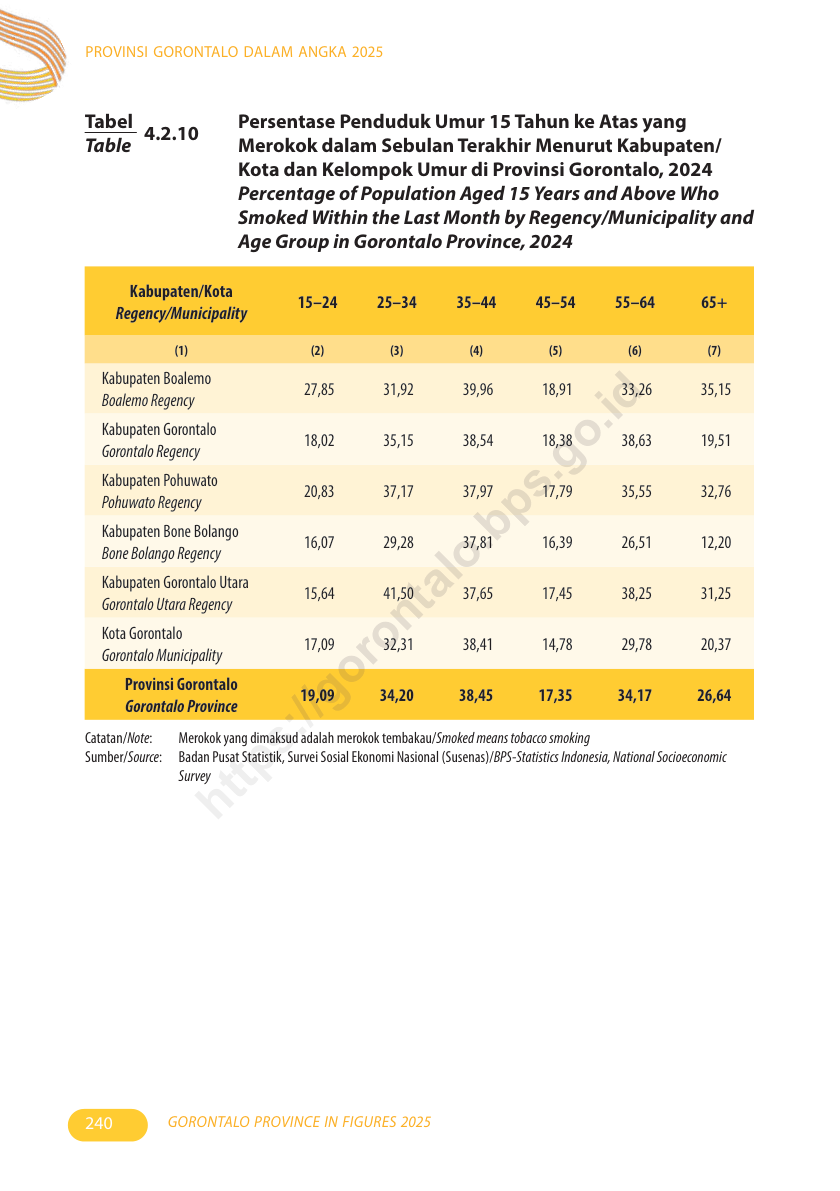 PROVINSI GORONTALO DALAM ANGKA 2025
Tabel
Table
4.2.10
Persentase Penduduk Umur 15 Tahun ke Atas yang
Merokok dalam Sebulan Terakhir Menurut Kabupaten/
Kota dan Kelompok Umur di Provinsi Gorontalo, 2024
Percentage of Population Aged 15 Years and Above Who
Smoked Within the Last Month by Regency/Municipality and
Age Group in Gorontalo Province, 2024
Kabupaten/Kota
Regency/Municipality
15–24 25–34 35–44 45–54 55–64 65+
(1) (2) (3) (4) (5) (6) (7)
Kabupaten Boalemo
Boalemo Regency
27,85 31,92 39,96 18,91 33,26 35,15
Kabupaten Gorontalo
Gorontalo Regency
18,02 35,15 38,54 18,38 38,63 19,51
Kabupaten Pohuwato
Pohuwato Regency
20,83 37,17 37,97 17,79 35,55 32,76
Kabupaten Bone Bolango
Bone Bolango Regency
16,07 29,28 37,81 16,39 26,51 12,20
Kabupaten Gorontalo Utara
Gorontalo Utara Regency
15,64 41,50 37,65 17,45 38,25 31,25
Kota Gorontalo
Gorontalo Municipality
17,09 32,31 38,41 14,78 29,78 20,37
Provinsi Gorontalo
Gorontalo Province
19,09 34,20 38,45 17,35 34,17 26,64
Catatan/Note: Merokok yang dimaksud adalah merokok tembakau/Smoked means tobacco smoking
Sumber/Source: Badan Pusat Statistik, Survei Sosial Ekonomi Nasional (Susenas)/BPS-Statistics Indonesia, National Socioeconomic
Survey
https://gorontalo.bps.go.id
240
GORONTALO PROVINCE IN FIGURES 2025